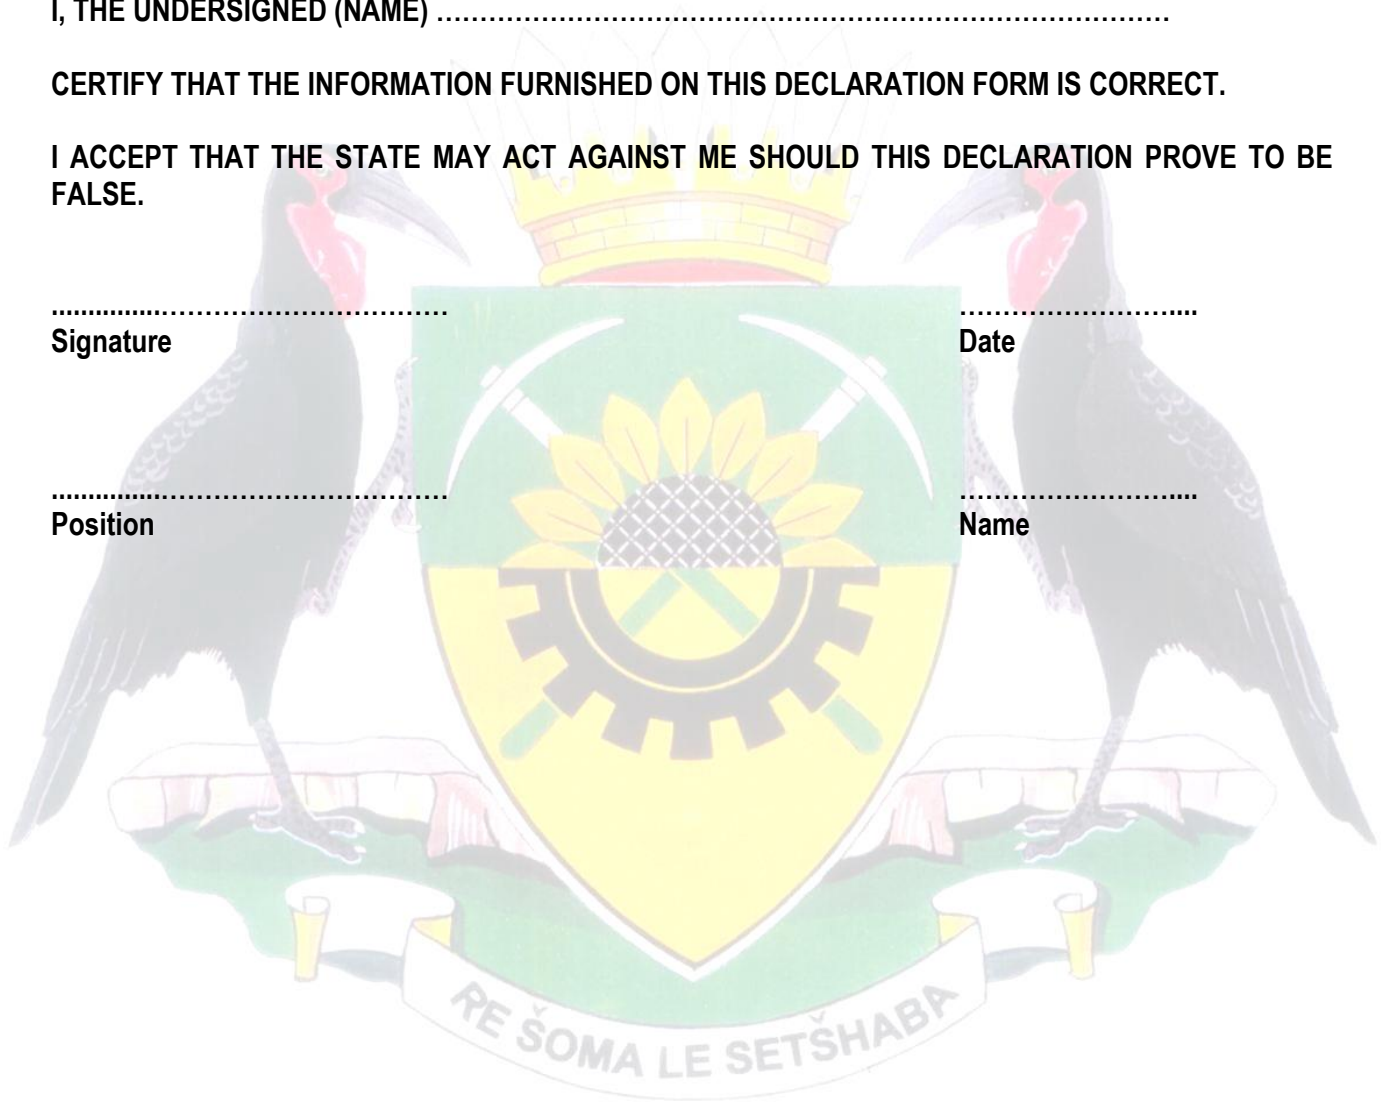 I, THE UNDERSIGNED (NAME) ……………………………………………………………………………
CERTIFY THAT THE INFORMATION FURNISHED ON THIS DECLARATION FORM IS CORRECT.
I ACCEPT THAT THE STATE MAY ACT AGAINST ME SHOULD THIS DECLARATION PROVE TO BE
FALSE.
...............…………………………… ……………………....
Signature Date
...............…………………………… ……………………....
Position Name
RE ŠOMA LE SETŠHABA